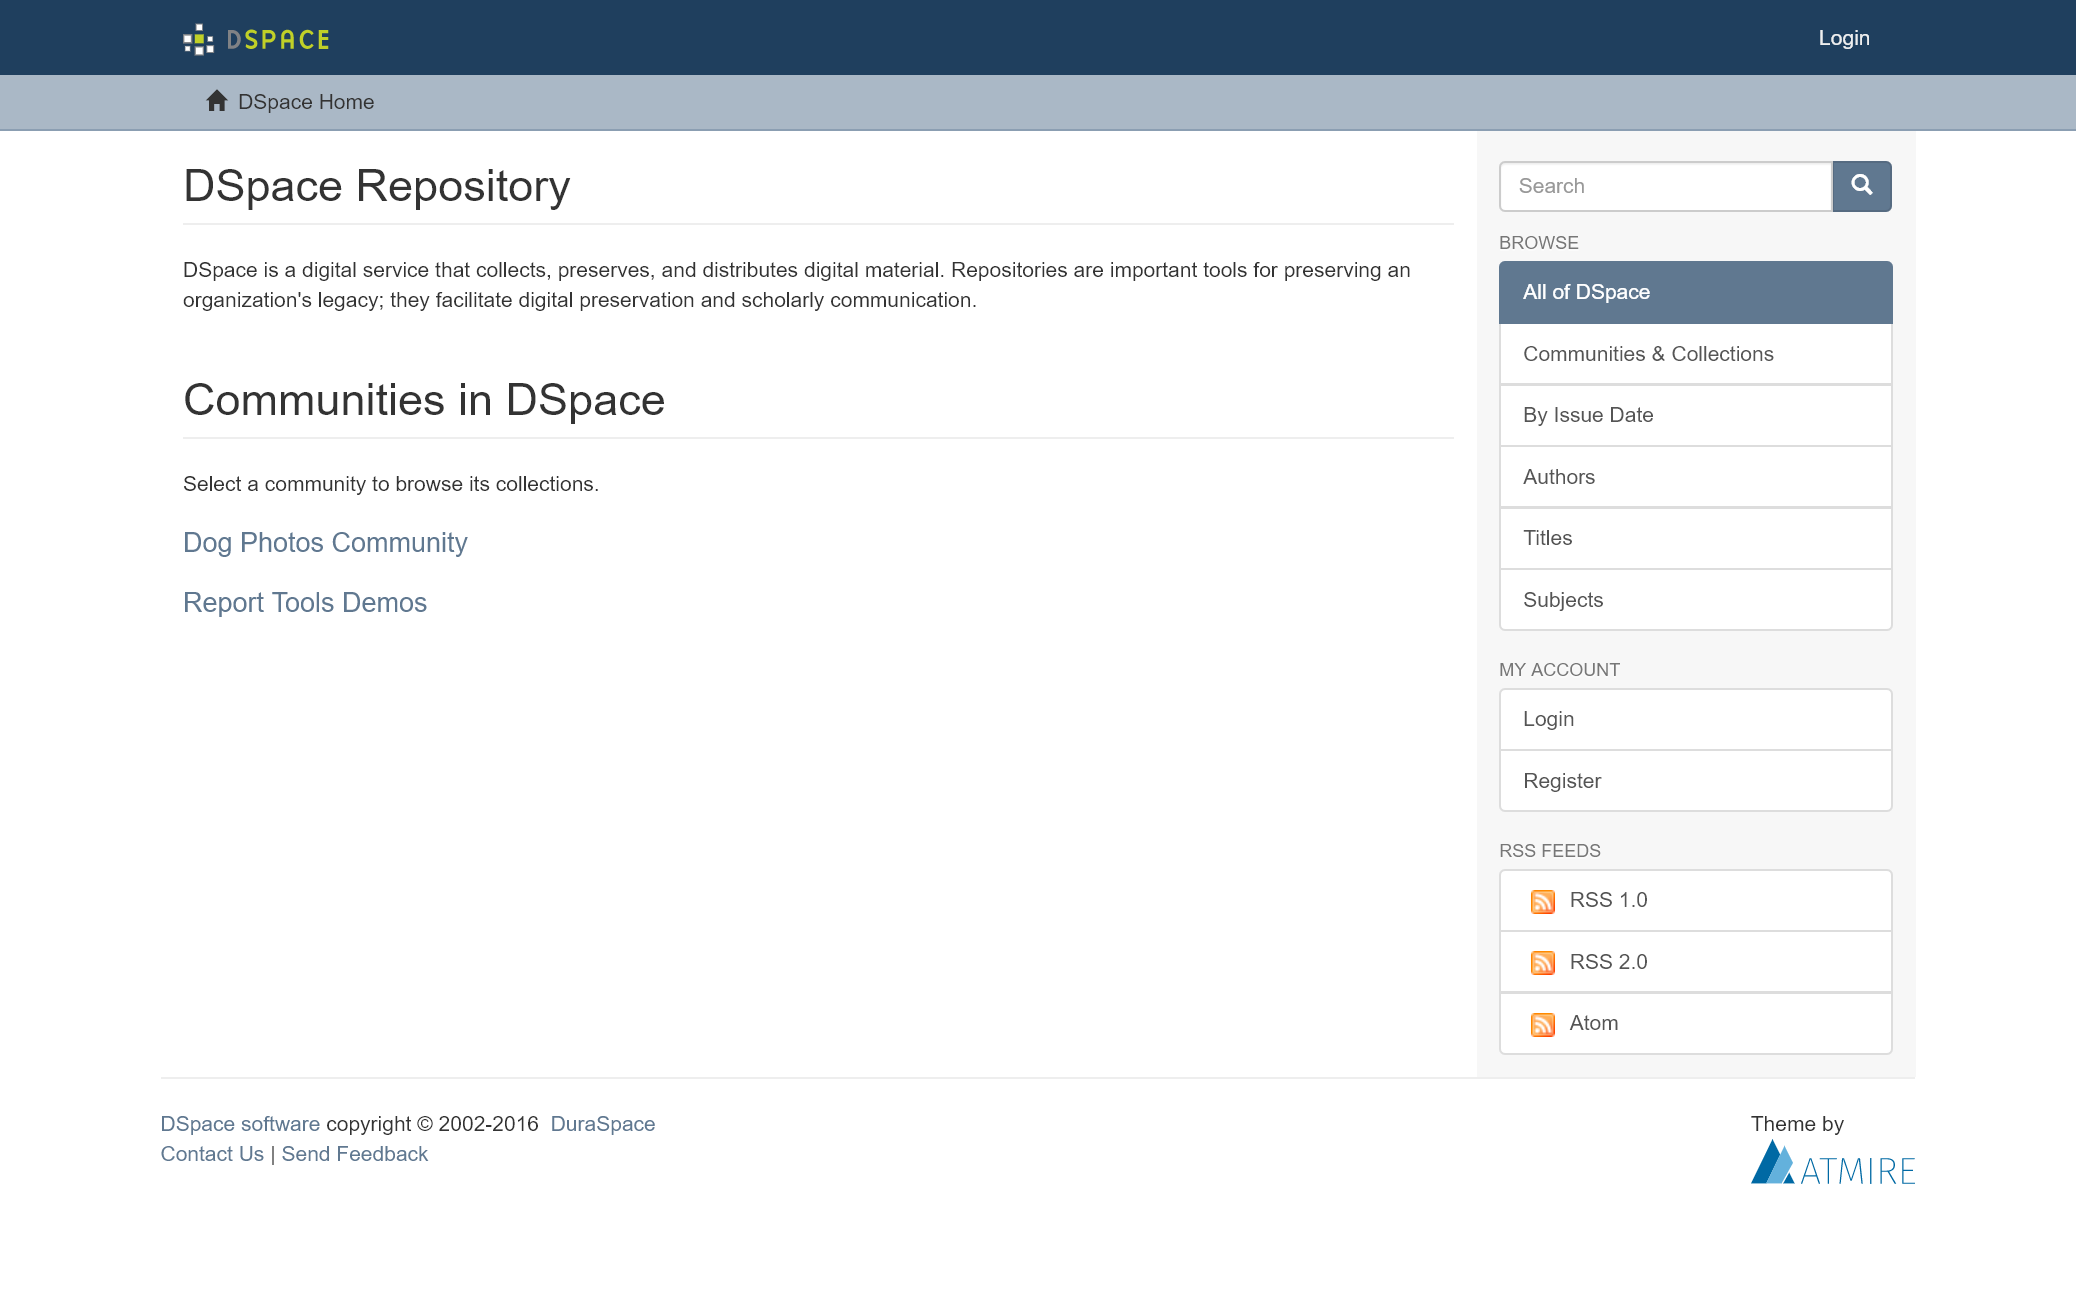 DSPACE
Login
DSpace Home
DSpace Repository
DSpace is a digital service that collects, preserves, and distributes digital material. Repositories are important tools for preserving an
organization's legacy; they facilitate digital preservation and scholarly communication.
Communities in DSpace
Select a community to browse its collections.
Dog Photos Community
Report Tools Demos
Search
BROWSE
All of DSpace
Communities & Collections
By Issue Date
Authors
Titles
Subjects
MY ACCOUNT
Login
Register
RSS FEEDS
RSS 1.0
RSS 2.0
Atom
DSpace software copyright © 2002-2016 DuraSpace
Contact Us | Send Feedback
Theme by
ATMIRE